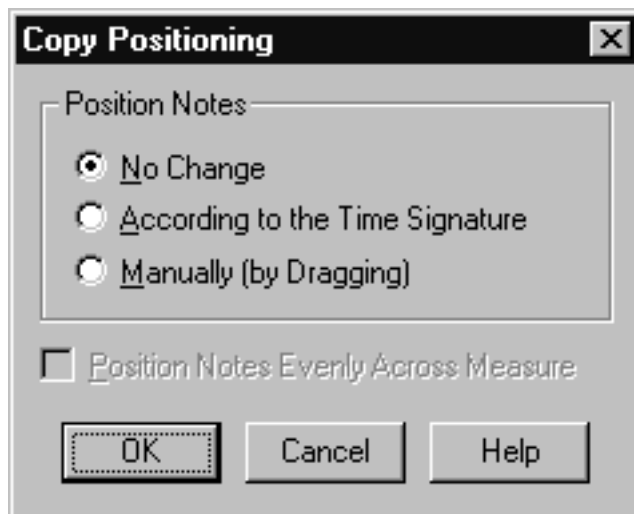 Copy Positioning
Position Notes
No Change
According to the Time Signature
Manually (by Dragging)
Position Notes Evenly Across Measure
OK Cancel Help